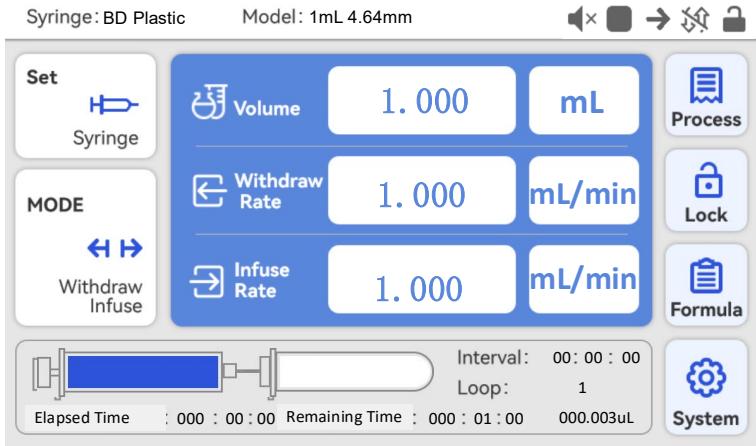 Syringe: BD Plastic Model: 1mL 4.64mm
Set
Syringe
MODE
Withdraw
Infuse
Volume 1.000 mL
Withdraw
Rate 1.000 mL/min
Infuse
Rate 1.000 mL/min
Process
Lock
Formula
System
Interval: 00:00:00
Loop: 1
Elapsed Time : 000 : 00:00 Remaining Time : 000 : 01:00 000.003uL